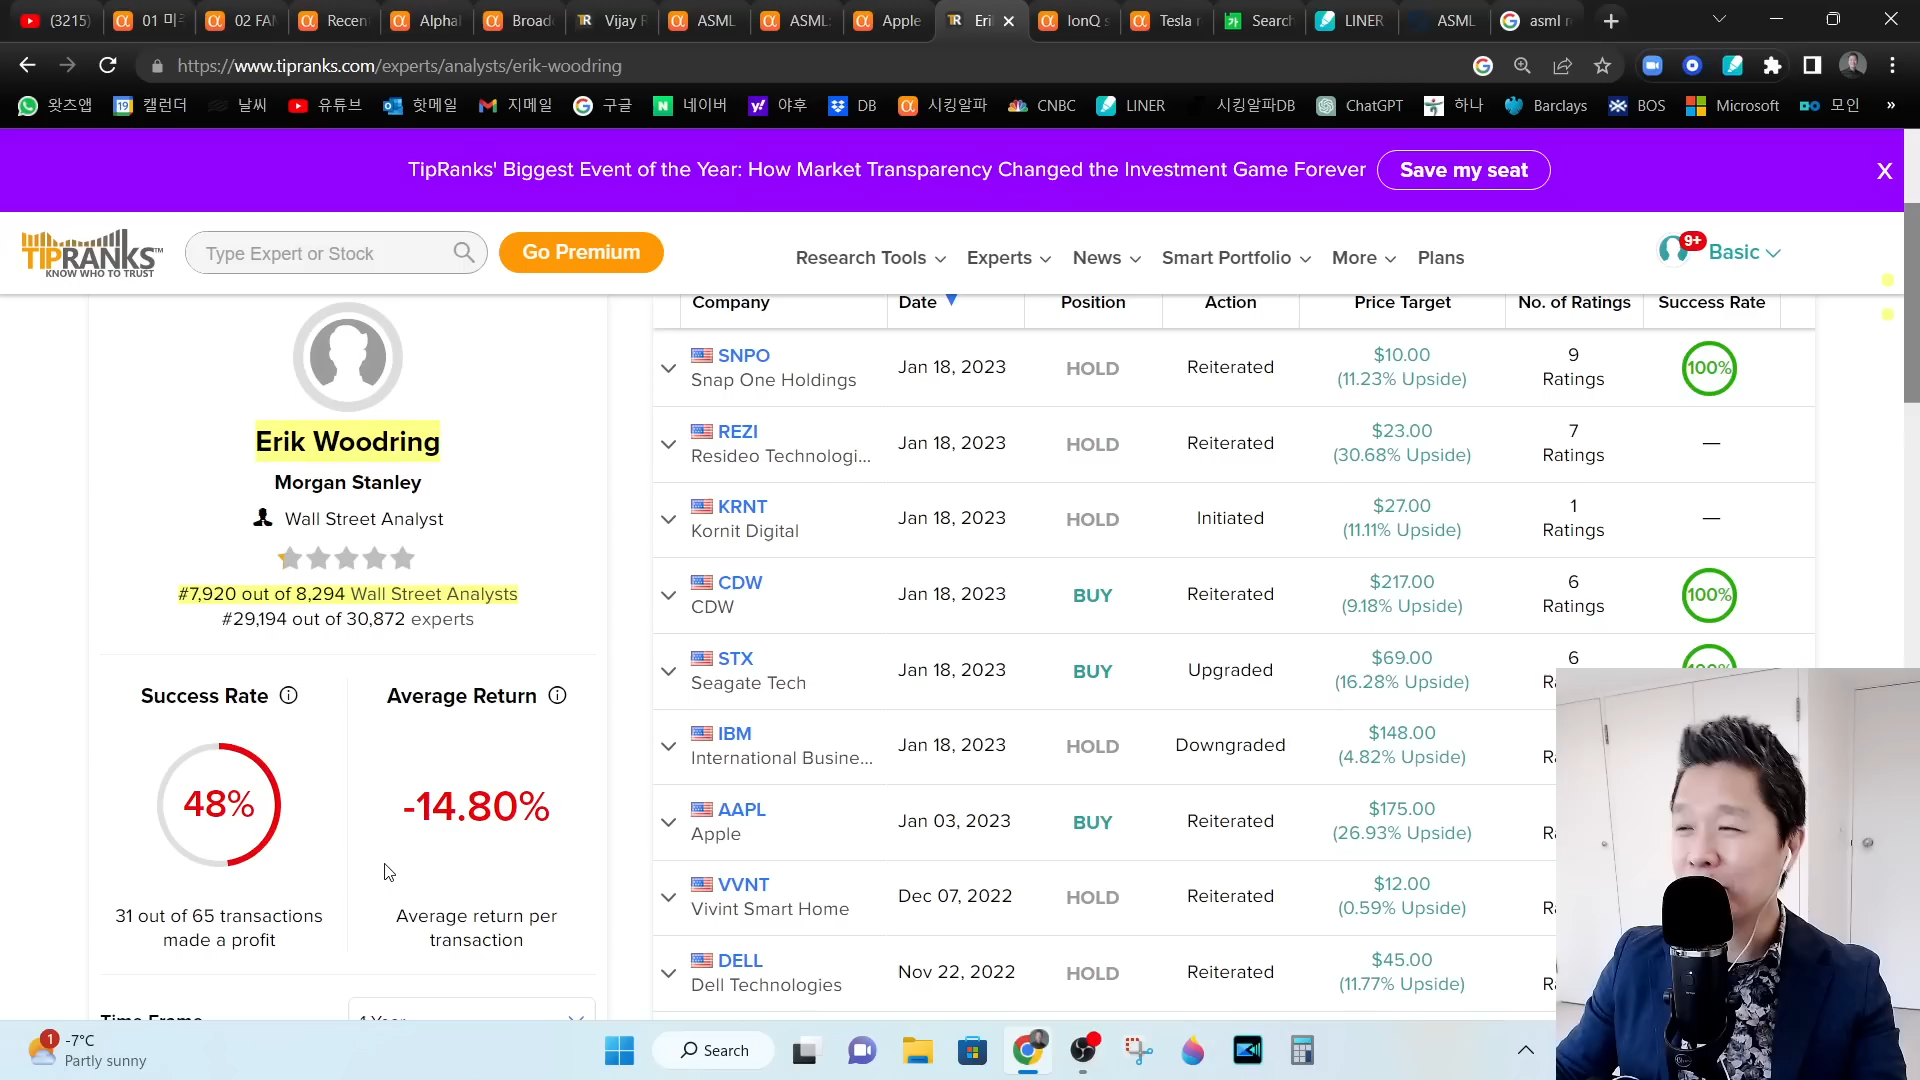 (3215)
01 미국
02 FAN
Recen
Alphal
Broad
Vijay R
ASML
ASML:
Apple
Eri
IonQ s
Tesla r
Search
LINER
ASML
asml r
https://www.tipranks.com/experts/analysts/erik-woodring
왓츠앱
캘린더
날씨
유튜브
핫메일
지메일
구글
네이버
야후
DB
시킹알파
CNBC
LINER
시킹알파DB
ChatGPT
하나
Barclays
BOS
Microsoft
모인
»
TipRanks' Biggest Event of the Year: How Market Transparency Changed the Investment Game Forever
Save my seat
X
TIPRANKS™
KNOW WHO TO TRUST
Type Expert or Stock
Go Premium
Research Tools
Experts
News
Smart Portfolio
More
Plans
9+
Basic
Erik Woodring
Morgan Stanley
Wall Street Analyst
#7,920 out of 8,294 Wall Street Analysts
#29,194 out of 30,872 experts
Success Rate
Average Return
48%
-14.80%
31 out of 65 transactions
made a profit
Average return per
transaction
Time Frame
1 Year
Company Date Position Action Price Target No. of Ratings Success Rate
SNPO
Snap One Holdings
Jan 18, 2023 HOLD Reiterated
$10.00
(11.23% Upside)
9
Ratings
100%
REZI
Resideo Technologi...
Jan 18, 2023 HOLD Reiterated
$23.00
(30.68% Upside)
7
Ratings
—
KRNT
Kornit Digital
Jan 18, 2023 HOLD Initiated
$27.00
(11.11% Upside)
1
Ratings
—
CDW
CDW
Jan 18, 2023 BUY Reiterated
$217.00
(9.18% Upside)
6
Ratings
100%
STX
Seagate Tech
Jan 18, 2023 BUY Upgraded
$69.00
(16.28% Upside)
6
Ra
100%
IBM
International Busine...
Jan 18, 2023 HOLD Downgraded
$148.00
(4.82% Upside)
Ra
AAPL
Apple
Jan 03, 2023 BUY Reiterated
$175.00
(26.93% Upside)
Ra
VVNT
Vivint Smart Home
Dec 07, 2022 HOLD Reiterated
$12.00
(0.59% Upside)
Ra
DELL
Dell Technologies
Nov 22, 2022 HOLD Reiterated
$45.00
(11.77% Upside)
Ra
1
-7°C
Partly sunny
Search